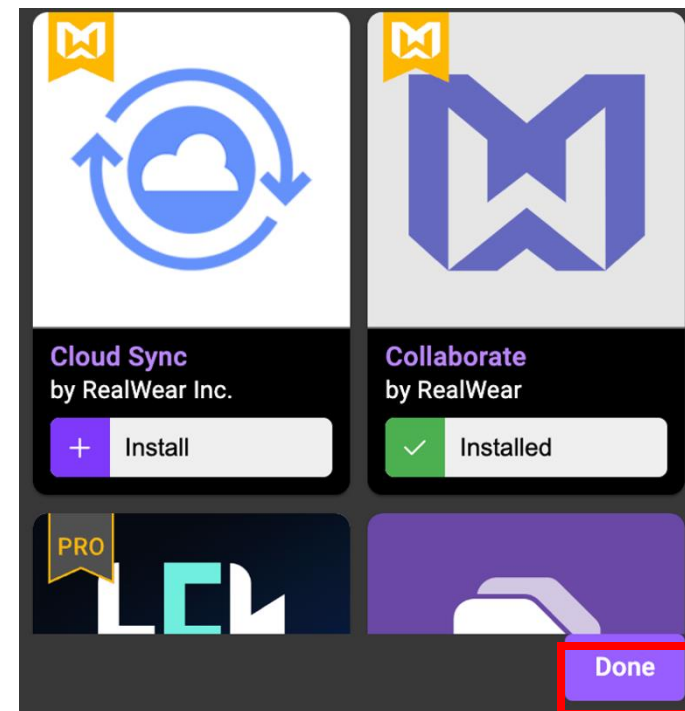 Cloud Sync
by RealWear Inc.
Install
Collaborate
by RealWear
Installed
PRO
Done